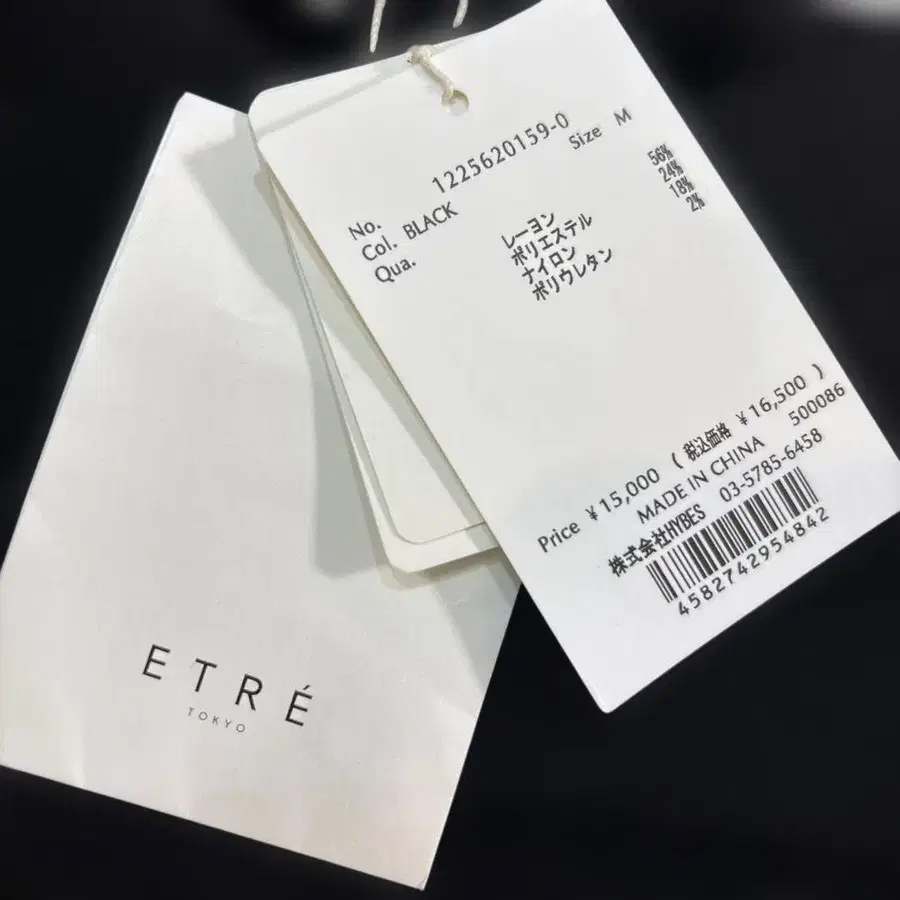 No. 1225620159-0 Size M
Col. BLACK
Qua. レーヨン 56%
ポリエステル 24%
ナイロン 18%
ポリウレタン 2%
Price ¥15,000 ( 税込価格 ¥16,500 )
MADE IN CHINA 500086
株式会社HYBES 03-5785-6458
4582742954842
ETRÉ
TOKYO